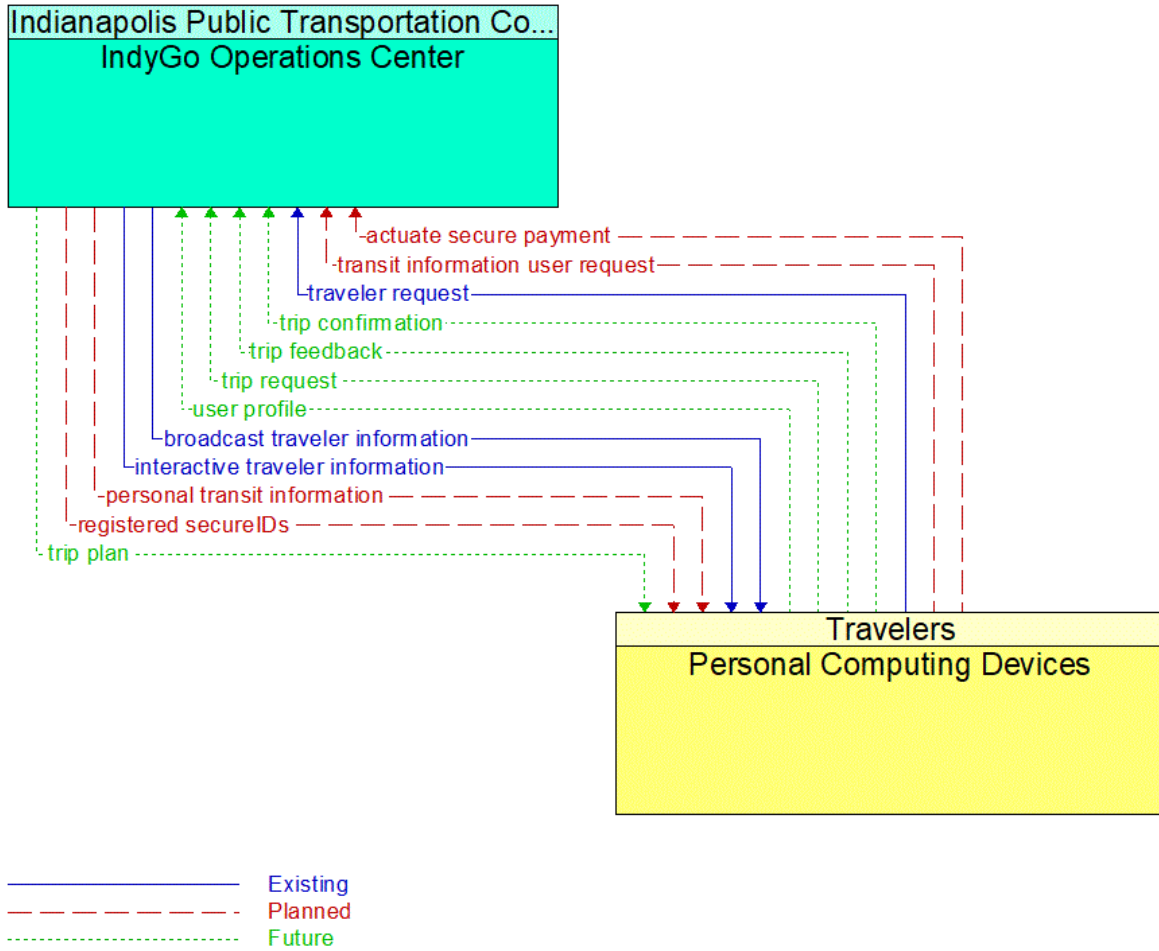 Indianapolis Public Transportation Co...
IndyGo Operations Center
actuate secure payment
transit information user request
traveler request
trip confirmation
trip feedback
trip request
user profile
broadcast traveler information
interactive traveler information
personal transit information
registered secureIDs
trip plan
Travelers
Personal Computing Devices
Existing
Planned
Future